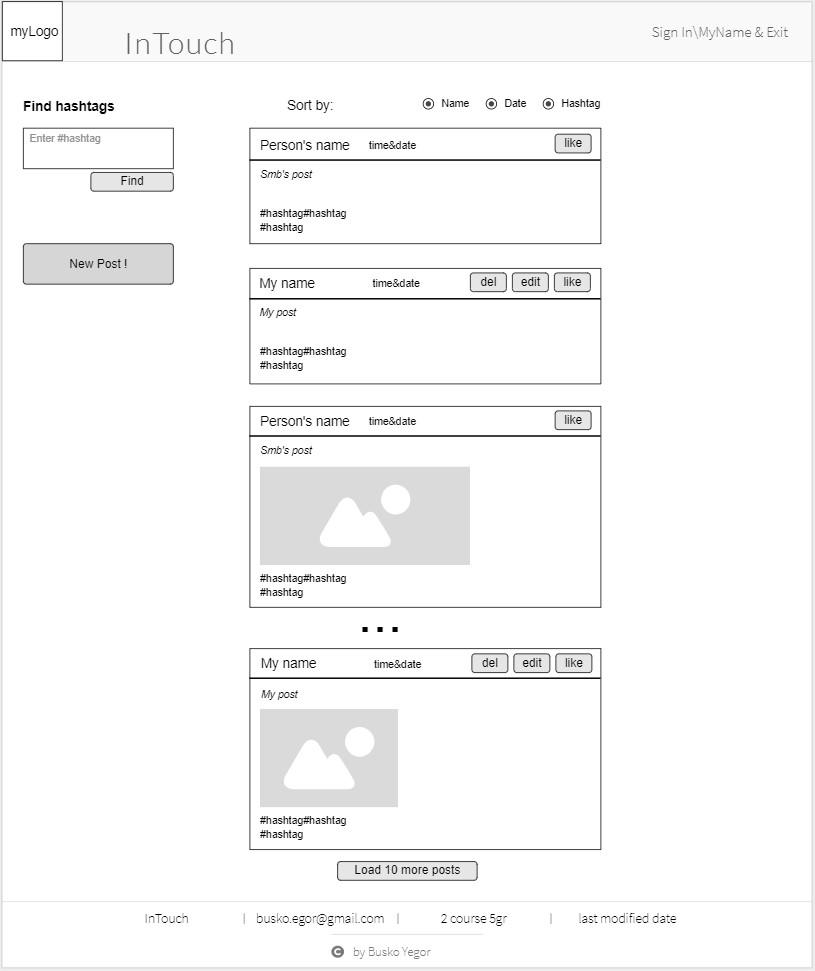 myLogo
InTouch
Sign In\MyName & Exit
Find hashtags
Enter #hashtag
Find
New Post !
Sort by:
Name
Date
Hashtag
Person's name
time&date
like
Smb's post
#hashtag#hashtag
#hashtag
My name
time&date
del
edit
like
My post
#hashtag#hashtag
#hashtag
Person's name
time&date
like
Smb's post
#hashtag#hashtag
#hashtag
...
My name
time&date
del
edit
like
My post
#hashtag#hashtag
#hashtag
Load 10 more posts
InTouch | busko.egor@gmail.com | 2 course 5gr | last modified date
© by Busko Yegor